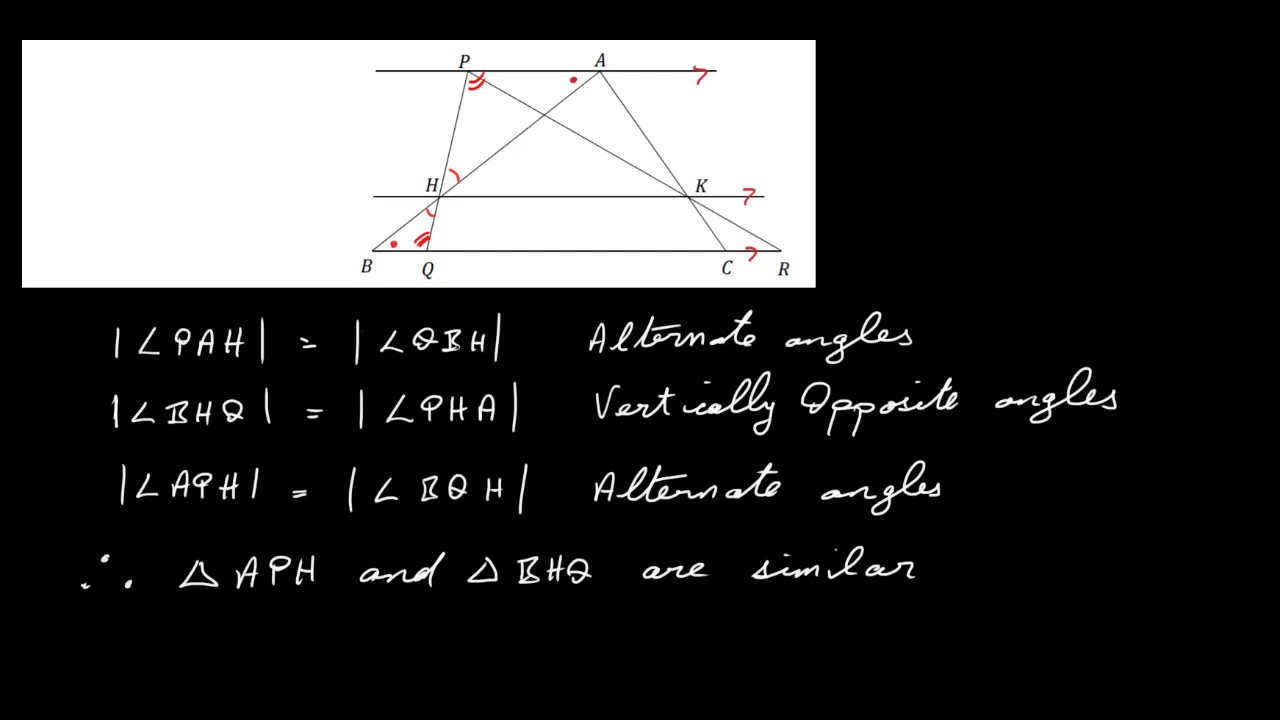 P A
H K
B Q C R
|∠PAH| = |∠QBH| Alternate angles
|∠BHQ| = |∠PHA| Vertically Opposite angles
|∠APH| = |∠BQH| Alternate angles
∴ △APH and △BHQ are similar